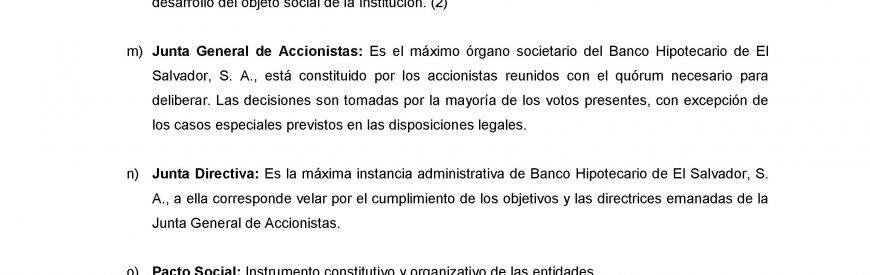 desarrollo del objeto social de la institución. (2)
m) Junta General de Accionistas: Es el máximo órgano societario del Banco Hipotecario de El
Salvador, S. A., está constituido por los accionistas reunidos con el quórum necesario para
deliberar. Las decisiones son tomadas por la mayoría de los votos presentes, con excepción de
los casos especiales previstos en las disposiciones legales.
n) Junta Directiva: Es la máxima instancia administrativa de Banco Hipotecario de El Salvador, S.
A., a ella corresponde velar por el cumplimiento de los objetivos y las directrices emanadas de la
Junta General de Accionistas.
o) Pacto Social: Instrumento constitutivo y organizativo de las entidades.